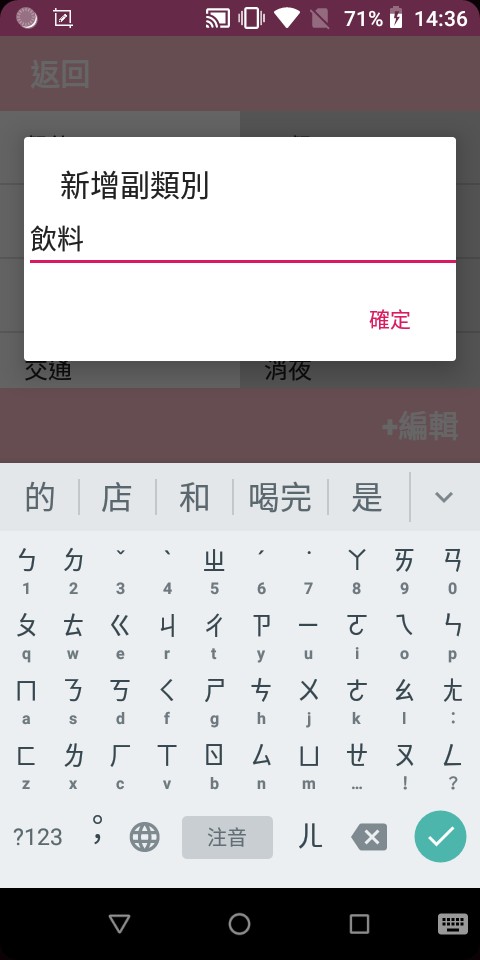 71% 14:36
返回
新增副類別
飲料
確定
交通 消夜
+編輯
的 店 和 喝完 是
ㄅ ㄉ ˇ ˋ ㄓ ˊ ˙ ㄚ ㄞ ㄢ
1 2 3 4 5 6 7 8 9 0
ㄆ ㄊ ㄍ ㄐ ㄔ ㄗ ㄧ ㄛ ㄟ ㄣ
q w e r t y u i o p
ㄇ ㄋ ㄎ ㄑ ㄕ ㄘ ㄨ ㄜ ㄠ ㄤ
a s d f g h j k l :
ㄈ ㄌ ㄏ ㄒ ㄖ ㄙ ㄩ ㄝ ㄡ ㄥ
z x c v b n m … ! ?
?123 °, 注音 ㄦ